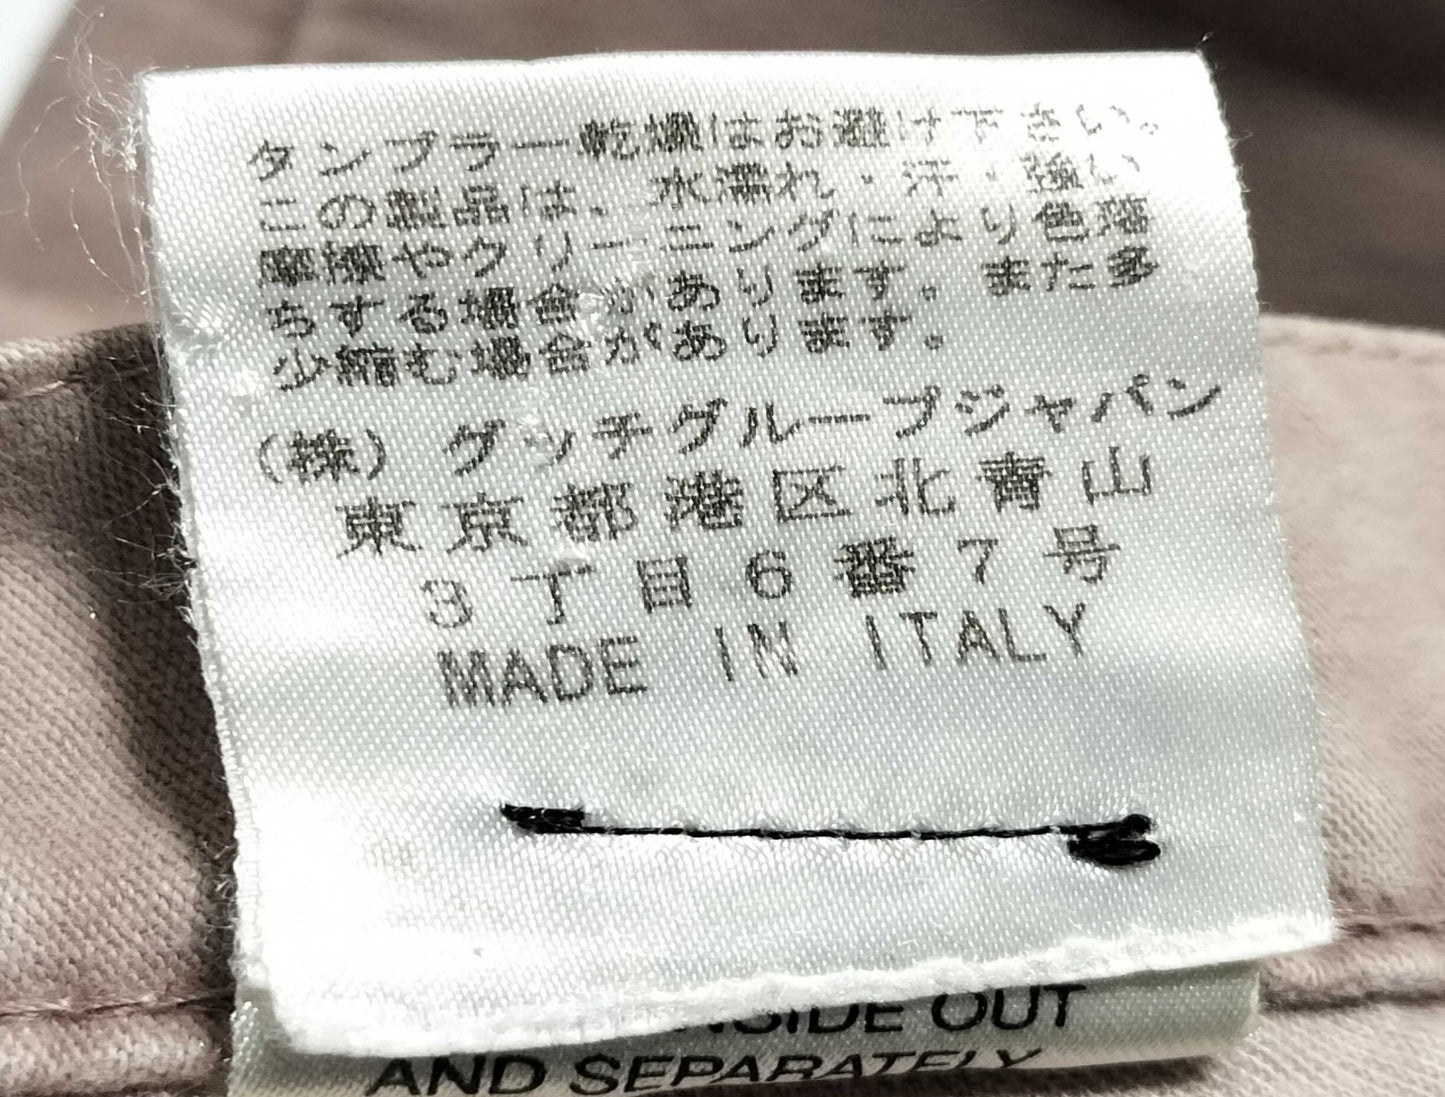 タンブラー乾燥はお避け下さい。
この製品は、水濡れ・汗・強い
摩擦やクリーニングにより色落
ちする場合があります。また多
少縮む場合があります。
(株) グッチグループジャパン
東京都港区北青山
3丁目6番7号
MADE IN ITALY
INSIDE OUT
AND SEPARATELY